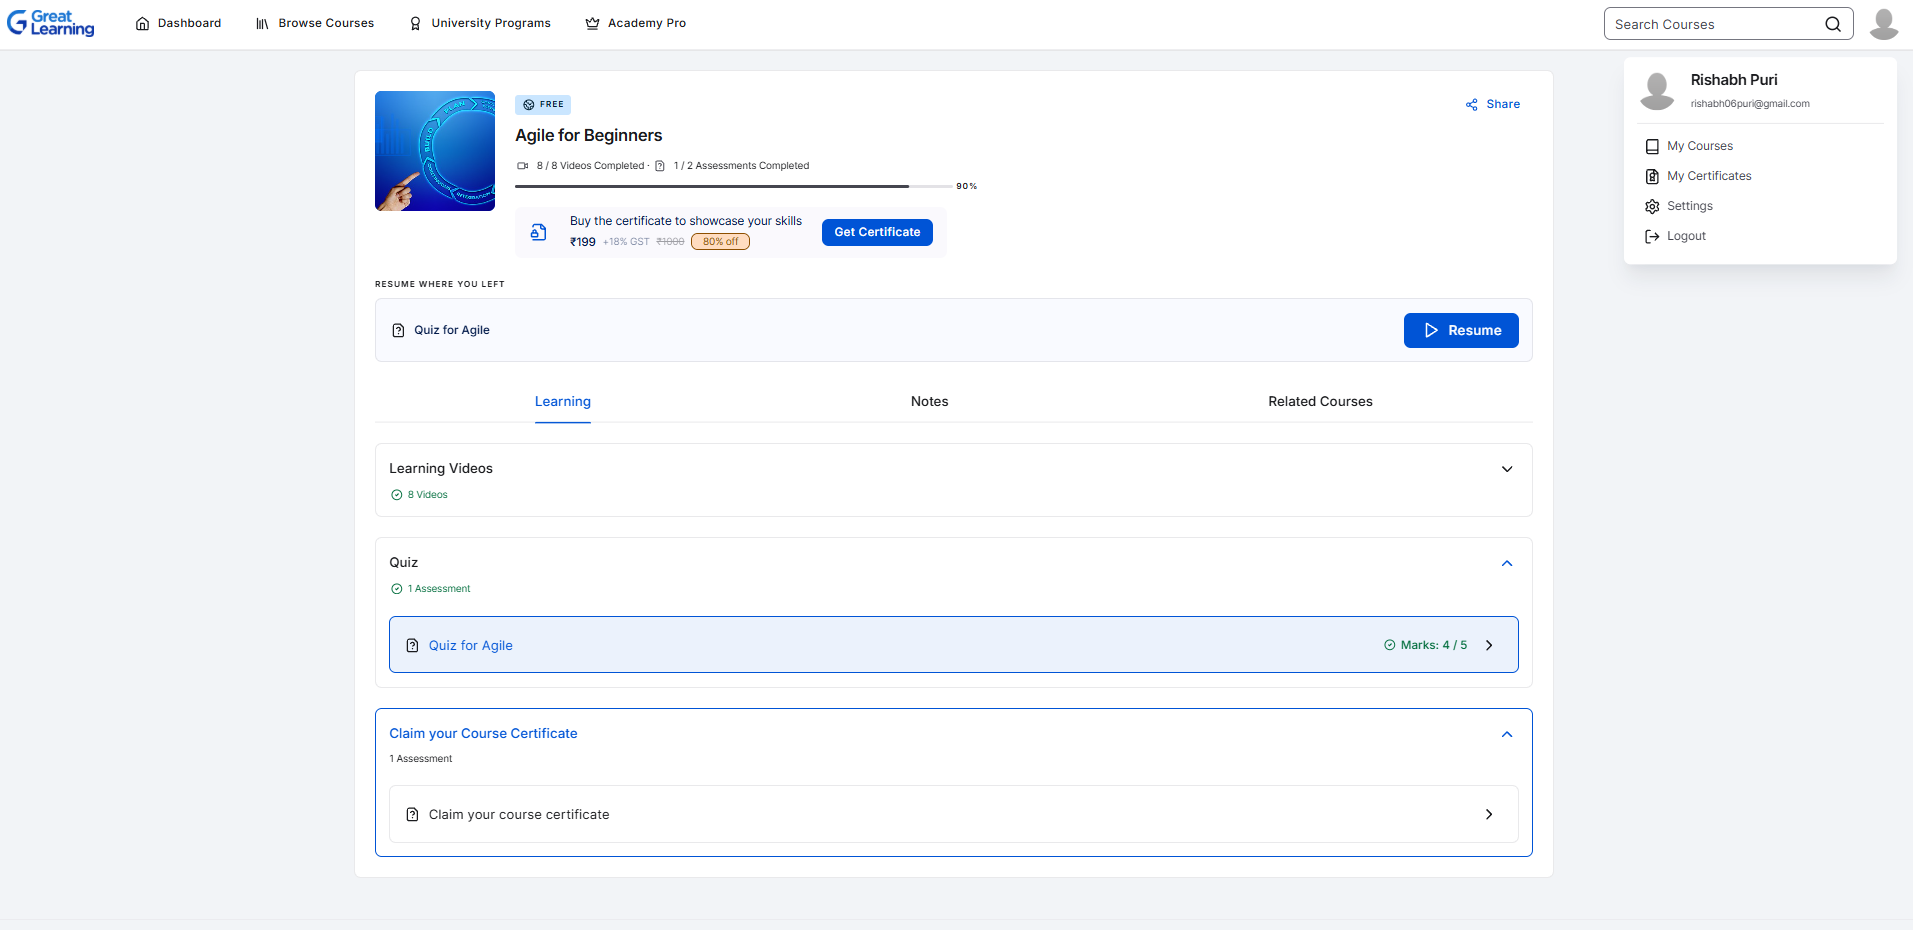 Great
Learning
Dashboard
Browse Courses
University Programs
Academy Pro
Search Courses
Rishabh Puri
rishabh06puri@gmail.com
My Courses
My Certificates
Settings
Logout
FREE
Share
Agile for Beginners
8 / 8 Videos Completed · 1 / 2 Assessments Completed
90%
Buy the certificate to showcase your skills
₹199 +18% GST ₹1000 80% off
Get Certificate
RESUME WHERE YOU LEFT
Quiz for Agile
Resume
Learning
Notes
Related Courses
Learning Videos
8 Videos
Quiz
1 Assessment
Quiz for Agile
Marks: 4 / 5
Claim your Course Certificate
1 Assessment
Claim your course certificate